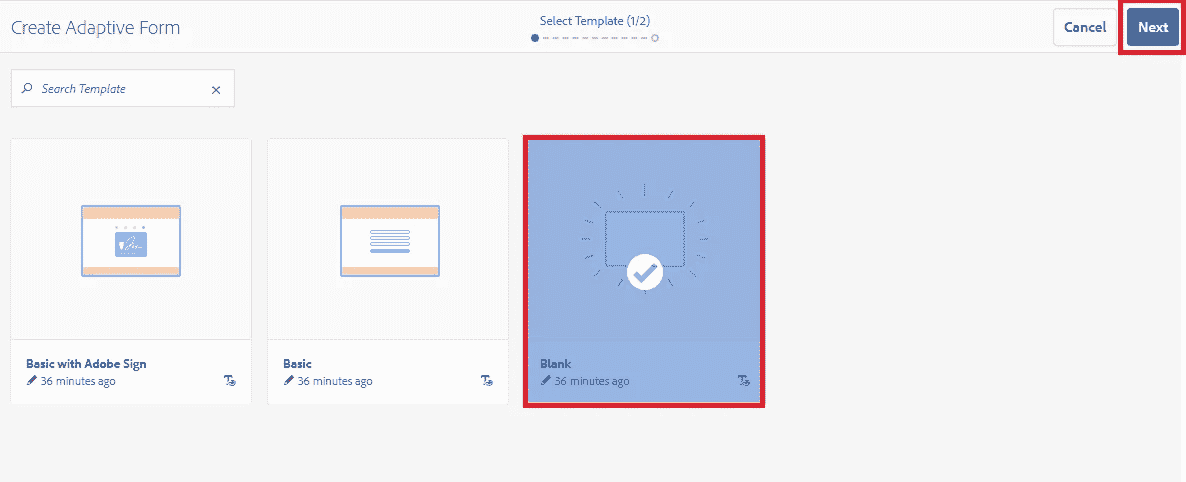 Create Adaptive Form
Select Template (1/2)
Cancel
Next
Search Template
Basic with Adobe Sign
36 minutes ago
Basic
36 minutes ago
Blank
36 minutes ago